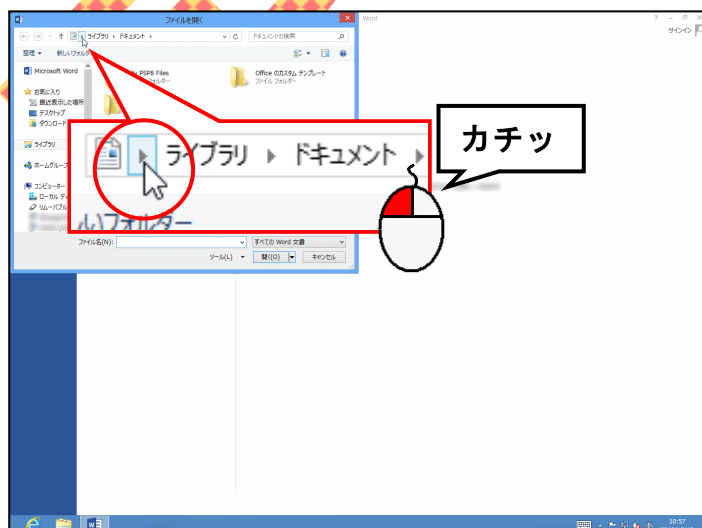 ファイルを開く
Word
ライブラリ ドキュメント
ドキュメントの検索
サインイン
整理 新しいフォルダ
Microsoft Word
My PSP8 Files
Office のカスタム テンプレート
ファイル フォルダー
お気に入り
最近表示した場所
デスクトップ
ダウンロード
ライブラリ
ライブラリ ドキュメント
カチッ
ホームグループ
コンピューター
ローカル ディ
リムーバブル
いフォルダー
ファイル名(N):
すべての Word 文書
ツール(L)
開く(O)
キャンセル
10:57